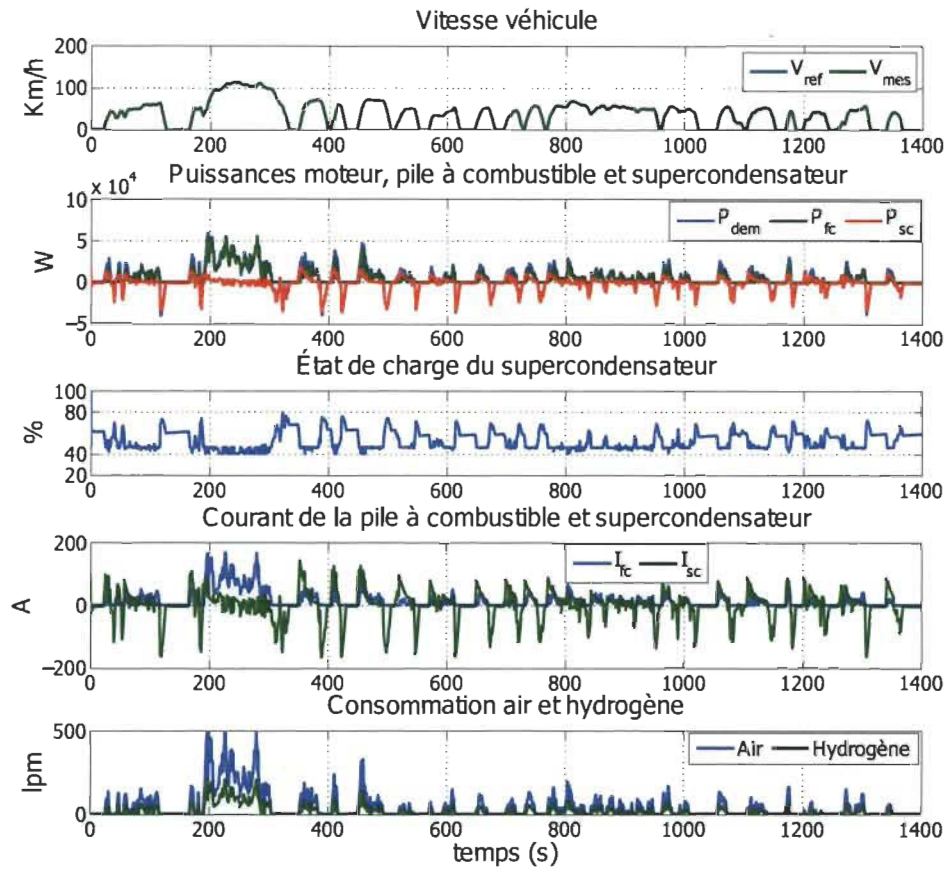 Vitesse véhicule
200
100
0
Km/h
V_ref V_mes
0 200 400 600 800 1000 1200 1400
Puissances moteur, pile à combustible et supercondensateur
x 10^4
10
5
0
−5
W
P_dem P_fc P_sc
0 200 400 600 800 1000 1200 1400
État de charge du supercondensateur
100
80
60
40
20
%
0 200 400 600 800 1000 1200 1400
Courant de la pile à combustible et supercondensateur
200
0
−200
A
I_fc I_sc
0 200 400 600 800 1000 1200 1400
Consommation air et hydrogène
500
0
lpm
Air Hydrogène
0 200 400 600 800 1000 1200 1400
temps (s)